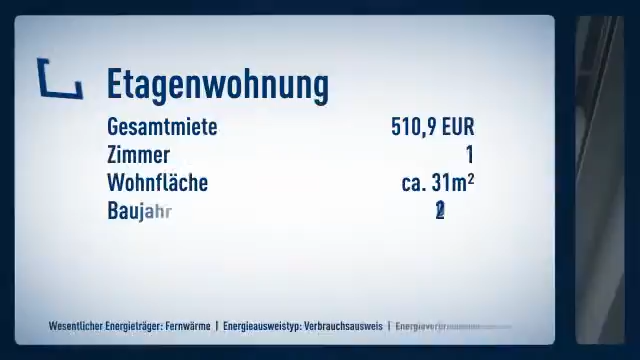 Etagenwohnung
Gesamtmiete 510,9 EUR
Zimmer 1
Wohnfläche ca. 31m²
Baujahr
Wesentlicher Energieträger: Fernwärme | Energieausweistyp: Verbrauchsausweis |